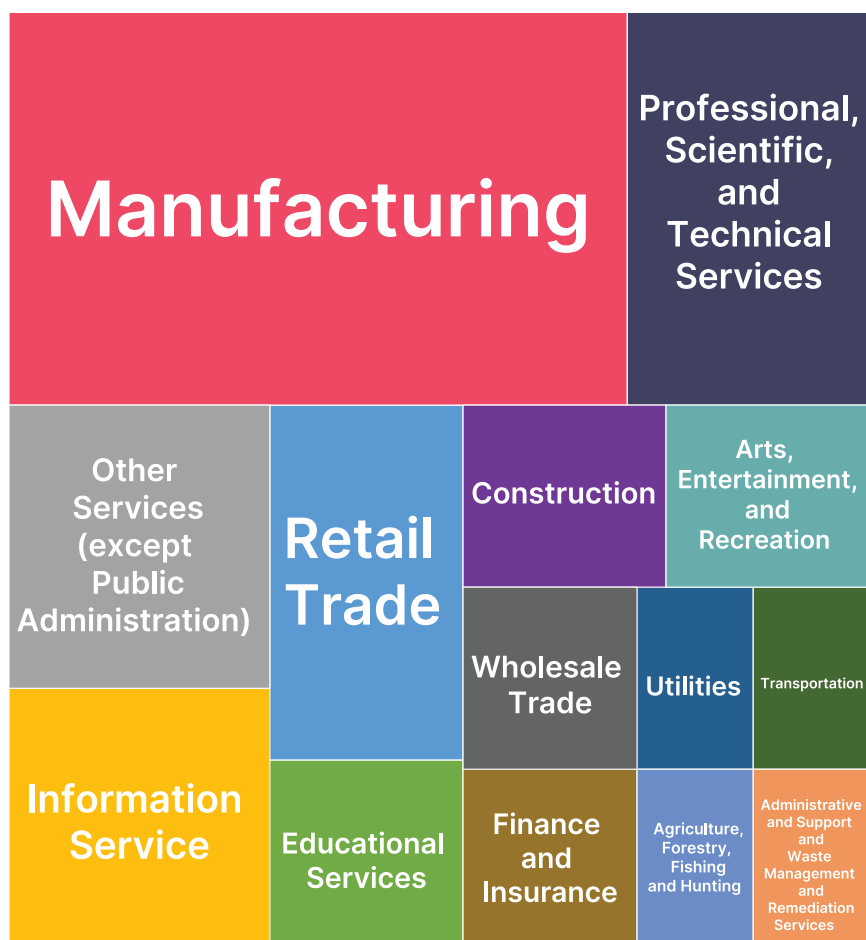 Manufacturing
Professional,
Scientific,
and
Technical
Services
Other
Services
(except
Public
Administration)
Retail
Trade
Construction
Arts,
Entertainment,
and
Recreation
Wholesale
Trade
Utilities
Transportation
Information
Service
Educational
Services
Finance
and
Insurance
Agriculture,
Forestry,
Fishing
and Hunting
Administrative
and Support
and
Waste
Management
and
Remediation
Services